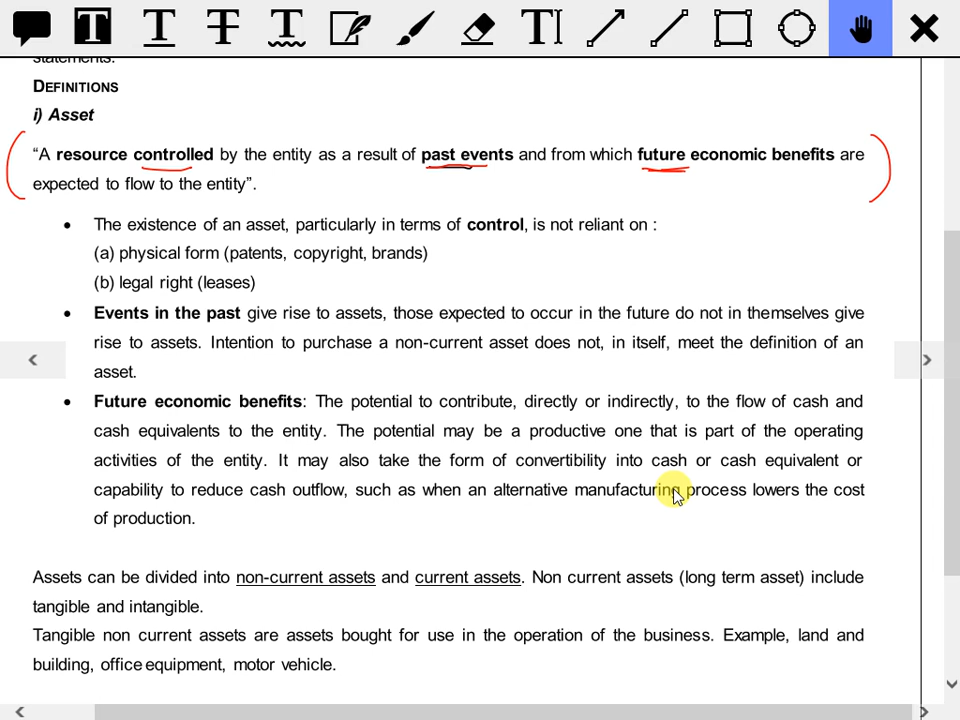 statements.
DEFINITIONS
i) Asset
“A resource controlled by the entity as a result of past events and from which future economic benefits are
expected to flow to the entity”.
• The existence of an asset, particularly in terms of control, is not reliant on :
(a) physical form (patents, copyright, brands)
(b) legal right (leases)
• Events in the past give rise to assets, those expected to occur in the future do not in themselves give
rise to assets. Intention to purchase a non-current asset does not, in itself, meet the definition of an
asset.
• Future economic benefits: The potential to contribute, directly or indirectly, to the flow of cash and
cash equivalents to the entity. The potential may be a productive one that is part of the operating
activities of the entity. It may also take the form of convertibility into cash or cash equivalent or
capability to reduce cash outflow, such as when an alternative manufacturing process lowers the cost
of production.
Assets can be divided into non-current assets and current assets. Non current assets (long term asset) include
tangible and intangible.
Tangible non current assets are assets bought for use in the operation of the business. Example, land and
building, office equipment, motor vehicle.